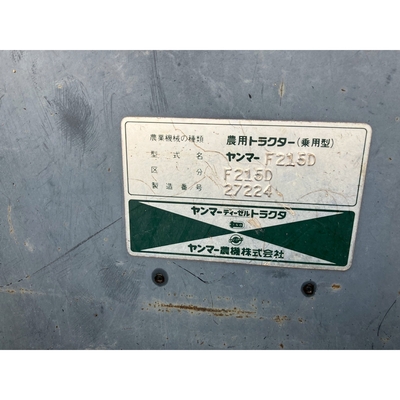 農業機械の種類 農用トラクター(乗用型)
型式名 ヤンマー F215D
区分 F215D
製造番号 27224
ヤンマーディーゼルトラクタ
ヤンマー農機株式会社